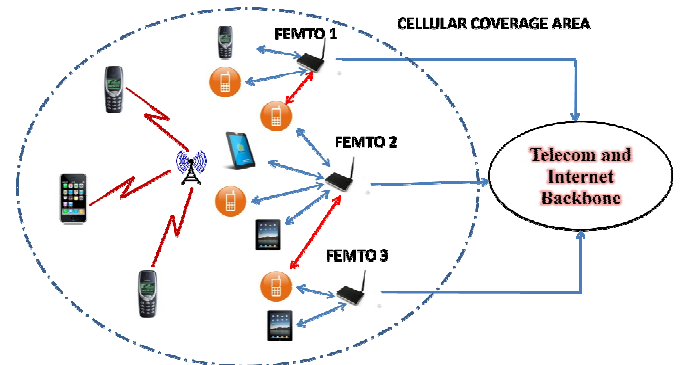 FEMTO 1
CELLULAR COVERAGE AREA
FEMTO 2
Telecom and
Internet
Backbone
FEMTO 3